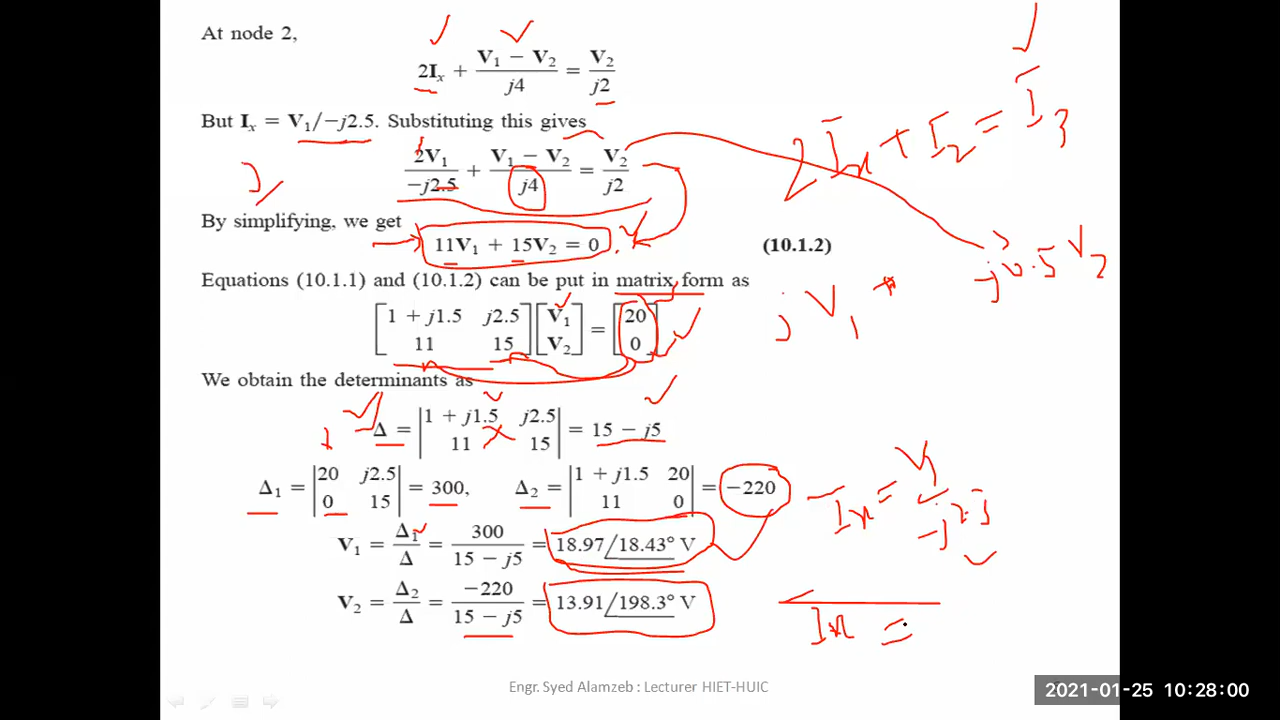 At node 2,
2Iₓ + (V₁ − V₂)/j4 = V₂/j2
But Iₓ = V₁/−j2.5. Substituting this gives
2V₁/−j2.5 + (V₁ − V₂)/j4 = V₂/j2
By simplifying, we get
11V₁ + 15V₂ = 0 (10.1.2)
Equations (10.1.1) and (10.1.2) can be put in matrix form as
[1 + j1.5 j2.5] [V₁] = [20]
[11 15] [V₂] [0]
We obtain the determinants as
Δ = |1 + j1.5 j2.5| = 15 − j5
|11 15|
Δ₁ = |20 j2.5| = 300, Δ₂ = |1 + j1.5 20| = −220
|0 15| |11 0|
V₁ = Δ₁/Δ = 300/(15 − j5) = 18.97∠18.43° V
V₂ = Δ₂/Δ = −220/(15 − j5) = 13.91∠198.3° V
2Ix + I₂ = I₃
−j0.5 V₂
j V₁ +
Ix = V₁/−j2.5
Ix =
Engr. Syed Alamzeb : Lecturer HIET-HUIC
2021-01-25 10:28:00